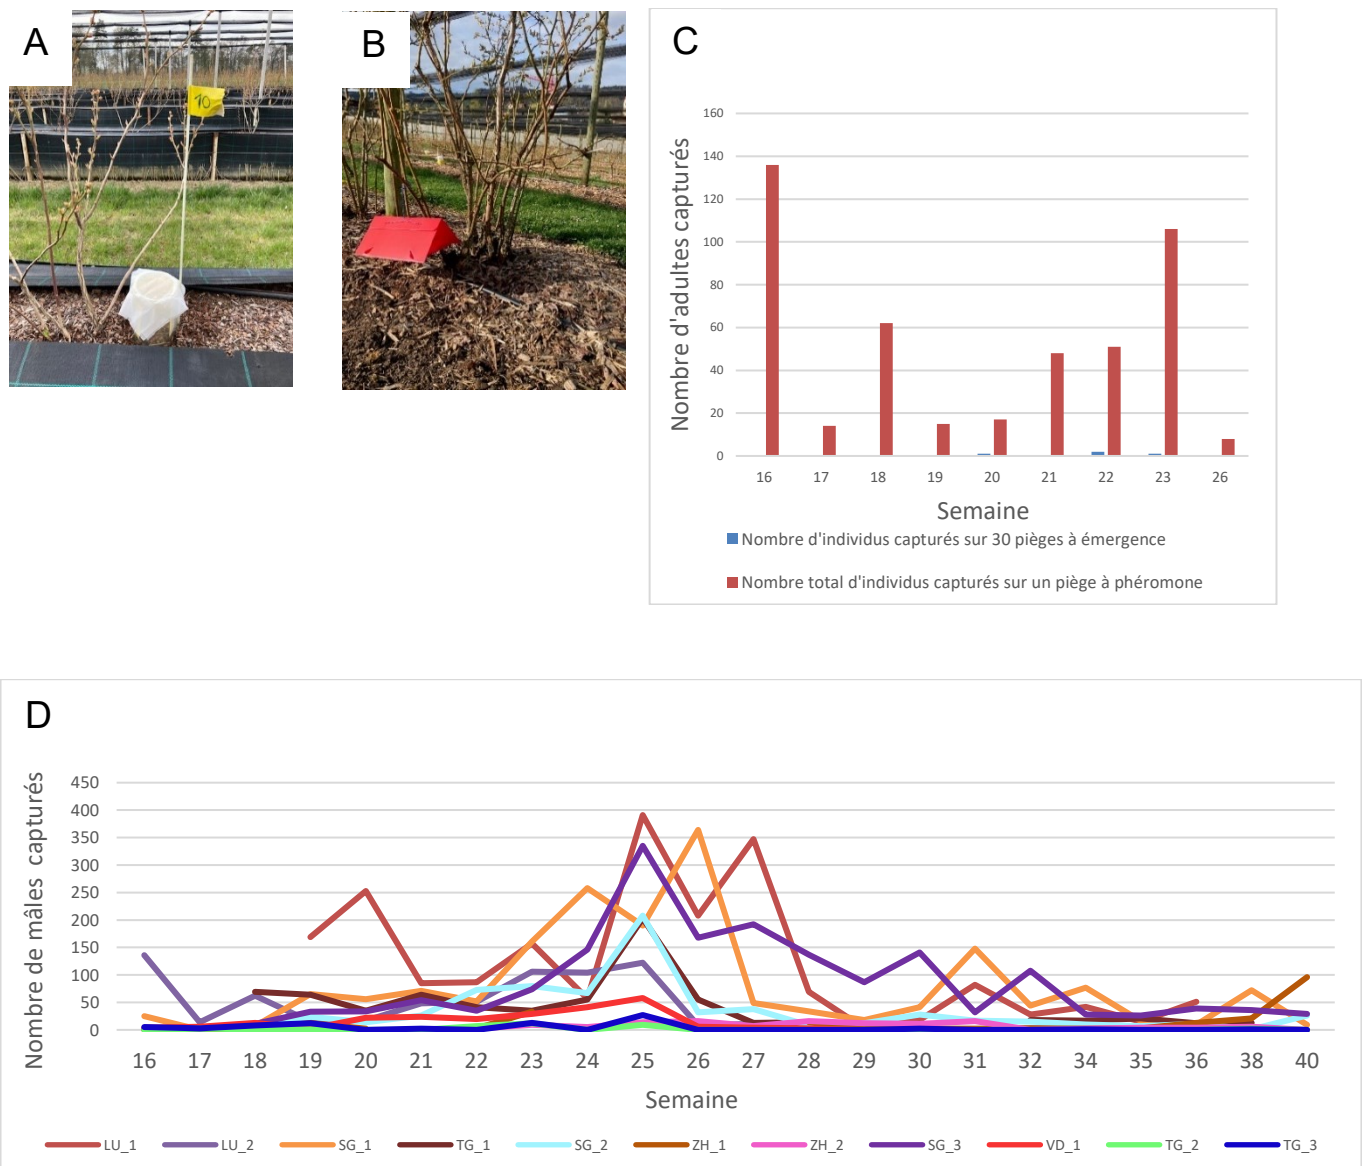 A
10
B
C
Nombre d'adultes capturés
160
140
120
100
80
60
40
20
0
16 17 18 19 20 21 22 23 26
Semaine
Nombre d'individus capturés sur 30 pièges à émergence
Nombre total d'individus capturés sur un piège à phéromone
D
Nombre de mâles capturés
450
400
350
300
250
200
150
100
50
0
16 17 18 19 20 21 22 23 24 25 26 27 28 29 30 31 32 34 35 36 38 40
Semaine
LU_1 LU_2 SG_1 TG_1 SG_2 ZH_1 ZH_2 SG_3 VD_1 TG_2 TG_3